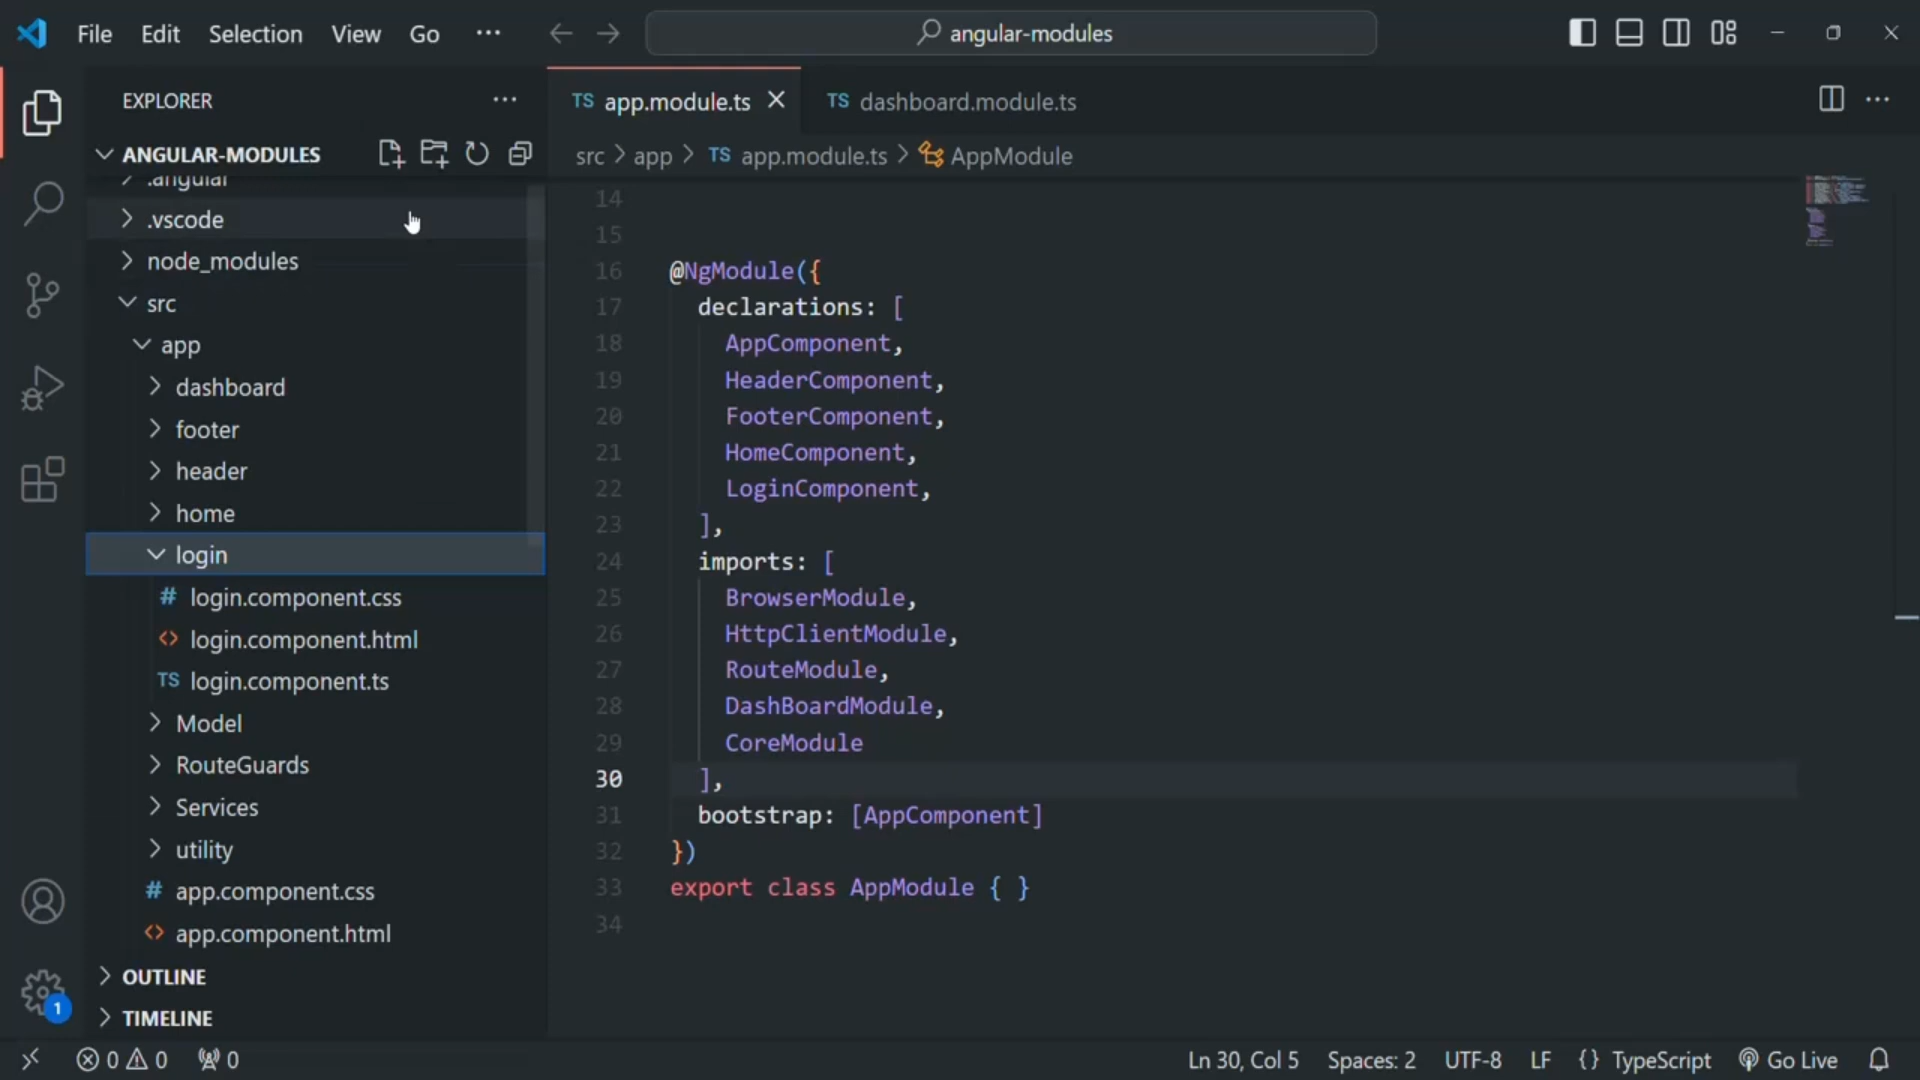 File Edit Selection View Go ··· angular-modules
EXPLORER
ANGULAR-MODULES
.angular
.vscode
node_modules
src
app
dashboard
footer
header
home
login
# login.component.css
<> login.component.html
TS login.component.ts
Model
RouteGuards
Services
utility
# app.component.css
<> app.component.html
OUTLINE
TIMELINE
1
TS app.module.ts
TS dashboard.module.ts
src > app > TS app.module.ts > AppModule
14
15
16 @NgModule({
17 declarations: [
18 AppComponent,
19 HeaderComponent,
20 FooterComponent,
21 HomeComponent,
22 LoginComponent,
23 ],
24 imports: [
25 BrowserModule,
26 HttpClientModule,
27 RouteModule,
28 DashBoardModule,
29 CoreModule
30 ],
31 bootstrap: [AppComponent]
32 })
33 export class AppModule { }
34
0 0 0 Ln 30, Col 5 Spaces: 2 UTF-8 LF {} TypeScript Go Live